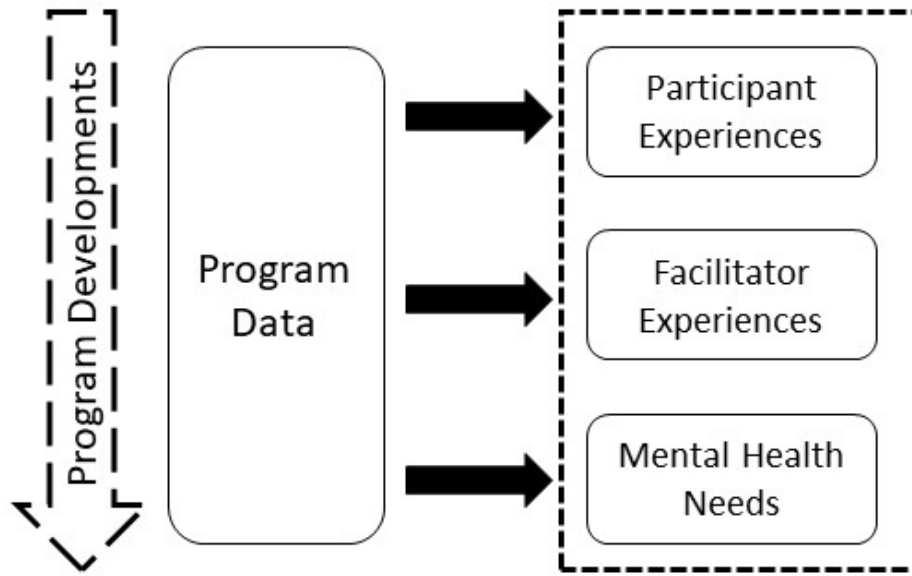 Program Developments
Program
Data
Participant
Experiences
Facilitator
Experiences
Mental Health
Needs